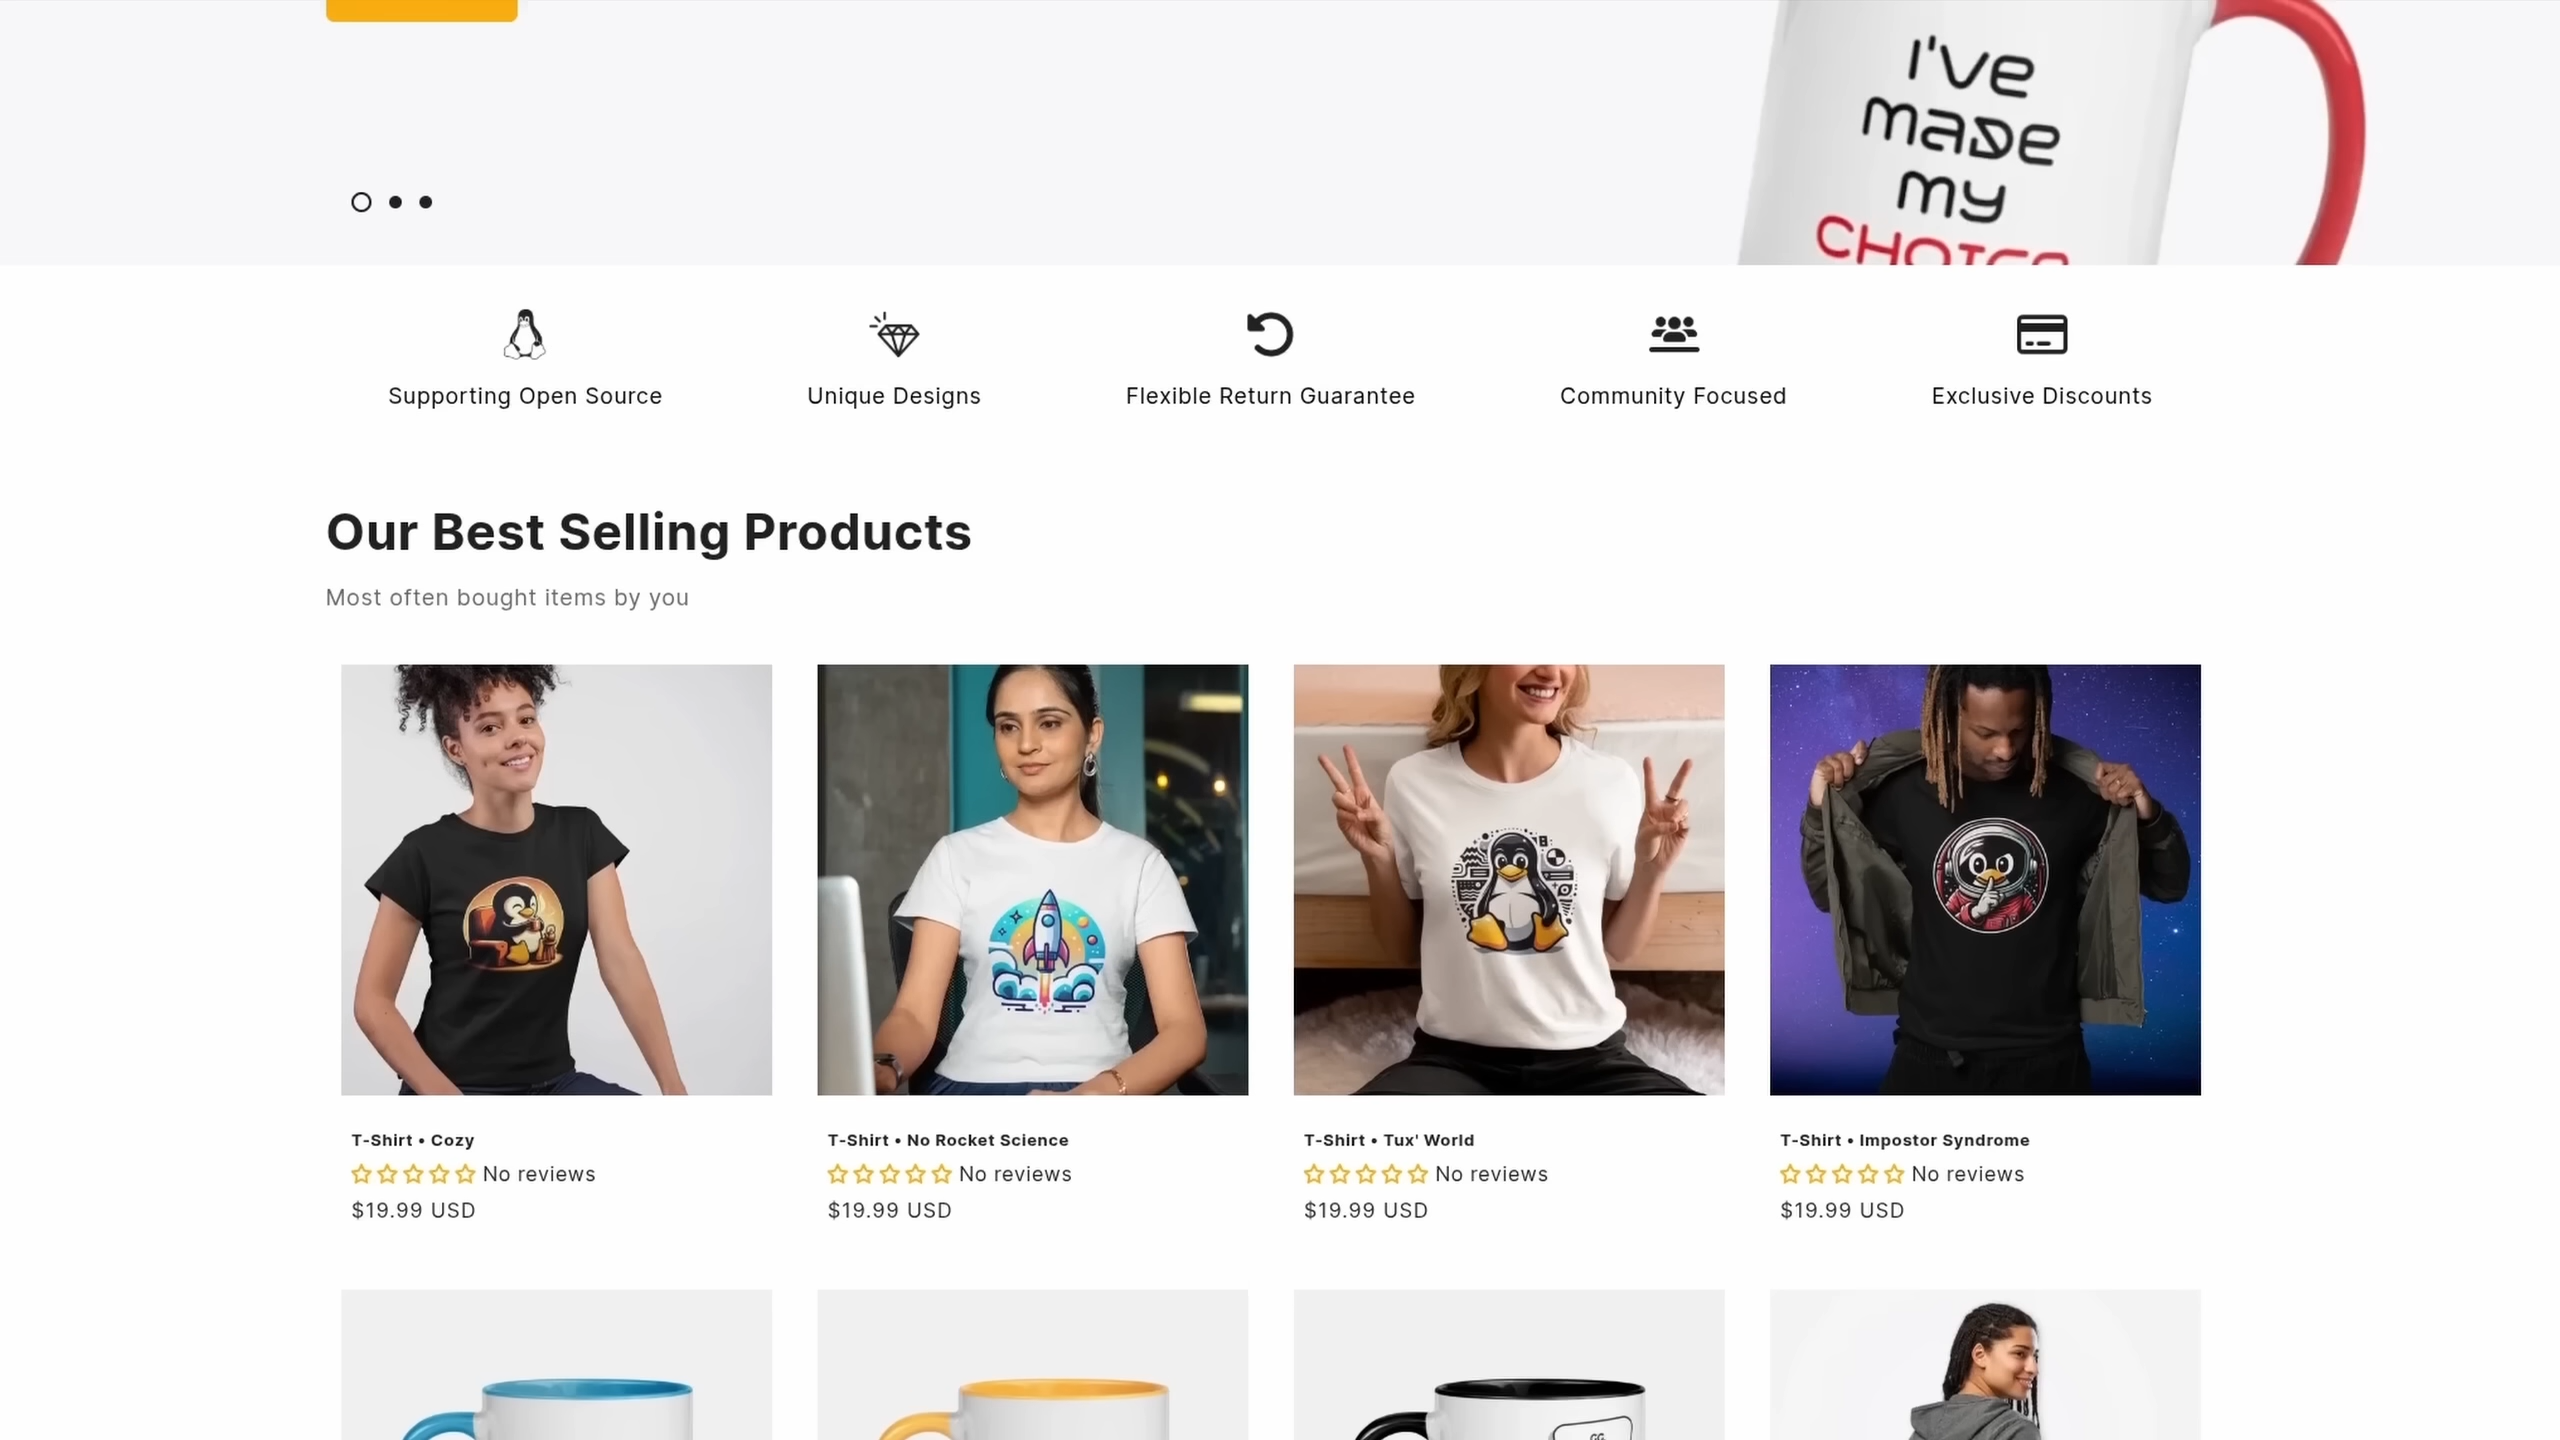 I've
made
my
CHOICE
Supporting Open Source
Unique Designs
Flexible Return Guarantee
Community Focused
Exclusive Discounts
Our Best Selling Products
Most often bought items by you
T-Shirt • Cozy
No reviews
$19.99 USD
T-Shirt • No Rocket Science
No reviews
$19.99 USD
T-Shirt • Tux' World
No reviews
$19.99 USD
T-Shirt • Impostor Syndrome
No reviews
$19.99 USD